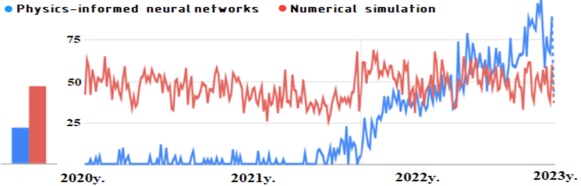 Physics-informed neural networks Numerical simulation
75
50
25
2020y. 2021y. 2022y. 2023y.